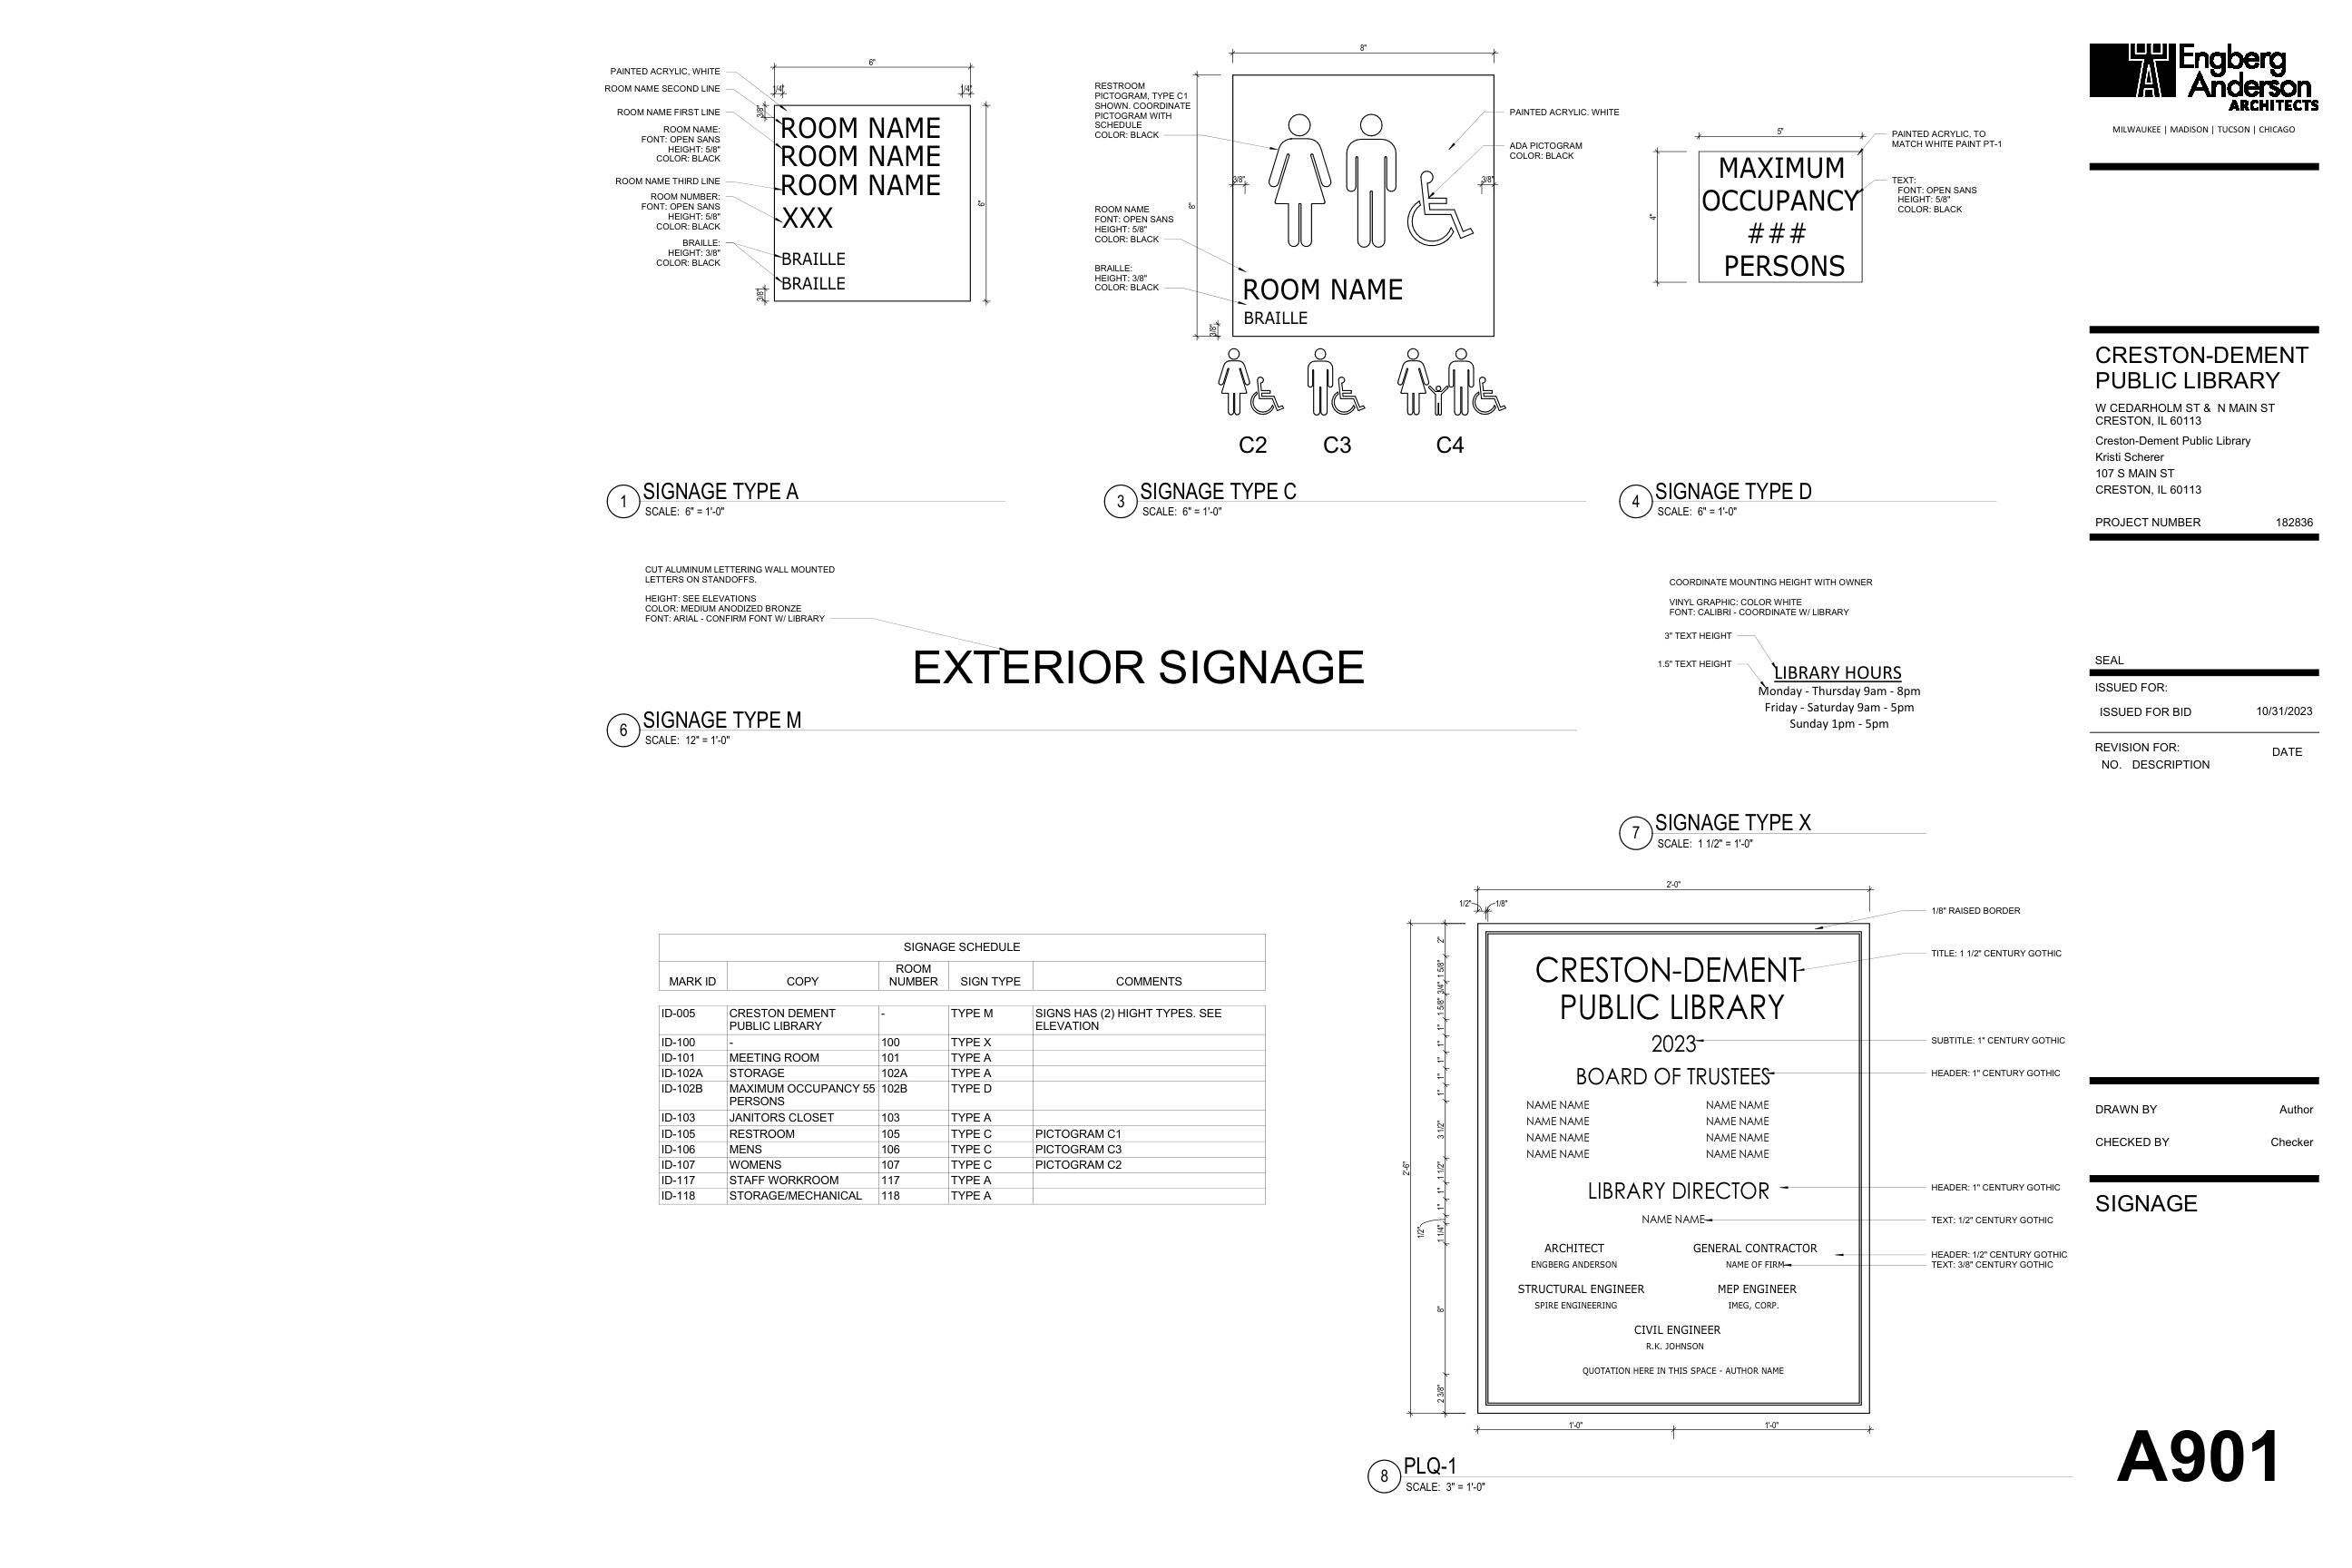 6"
PAINTED ACRYLIC, WHITE
ROOM NAME SECOND LINE
1/4"
1/4"
3/8"
ROOM NAME FIRST LINE
ROOM NAME:
FONT: OPEN SANS
HEIGHT: 5/8"
COLOR: BLACK
ROOM NAME THIRD LINE
ROOM NUMBER:
FONT: OPEN SANS
HEIGHT: 5/8"
COLOR: BLACK
BRAILLE:
HEIGHT: 3/8"
COLOR: BLACK
ROOM NAME
ROOM NAME
ROOM NAME
XXX
BRAILLE
BRAILLE
6"
3/8"
1
SIGNAGE TYPE A
SCALE: 6" = 1'-0"
8"
RESTROOM
PICTOGRAM, TYPE C1
SHOWN. COORDINATE
PICTOGRAM WITH
SCHEDULE
COLOR: BLACK
PAINTED ACRYLIC. WHITE
ADA PICTOGRAM
COLOR: BLACK
3/8"
3/8"
8"
ROOM NAME
FONT: OPEN SANS
HEIGHT: 5/8"
COLOR: BLACK
BRAILLE:
HEIGHT: 3/8"
COLOR: BLACK
ROOM NAME
BRAILLE
3/8"
C2
C3
C4
3
SIGNAGE TYPE C
SCALE: 6" = 1'-0"
5"
PAINTED ACRYLIC, TO
MATCH WHITE PAINT PT-1
TEXT:
FONT: OPEN SANS
HEIGHT: 5/8"
COLOR: BLACK
4"
MAXIMUM
OCCUPANCY
###
PERSONS
4
SIGNAGE TYPE D
SCALE: 6" = 1'-0"
CUT ALUMINUM LETTERING WALL MOUNTED
LETTERS ON STANDOFFS.
HEIGHT: SEE ELEVATIONS
COLOR: MEDIUM ANODIZED BRONZE
FONT: ARIAL - CONFIRM FONT W/ LIBRARY
EXTERIOR SIGNAGE
6
SIGNAGE TYPE M
SCALE: 12" = 1'-0"
COORDINATE MOUNTING HEIGHT WITH OWNER
VINYL GRAPHIC: COLOR WHITE
FONT: CALIBRI - COORDINATE W/ LIBRARY
3" TEXT HEIGHT
1.5" TEXT HEIGHT
LIBRARY HOURS
Monday - Thursday 9am - 8pm
Friday - Saturday 9am - 5pm
Sunday 1pm - 5pm
7
SIGNAGE TYPE X
SCALE: 1 1/2" = 1'-0"
SIGNAGE SCHEDULE
MARK ID COPY ROOM NUMBER SIGN TYPE COMMENTS
ID-005 CRESTON DEMENT PUBLIC LIBRARY - TYPE M SIGNS HAS (2) HIGHT TYPES. SEE ELEVATION
ID-100 - 100 TYPE X
ID-101 MEETING ROOM 101 TYPE A
ID-102A STORAGE 102A TYPE A
ID-102B MAXIMUM OCCUPANCY 55 PERSONS 102B TYPE D
ID-103 JANITORS CLOSET 103 TYPE A
ID-105 RESTROOM 105 TYPE C PICTOGRAM C1
ID-106 MENS 106 TYPE C PICTOGRAM C3
ID-107 WOMENS 107 TYPE C PICTOGRAM C2
ID-117 STAFF WORKROOM 117 TYPE A
ID-118 STORAGE/MECHANICAL 118 TYPE A
2'-0"
1/2"
1/8"
2"
1 5/8"
3/4"
1 5/8"
1"
1"
1"
1"
1"
3 1/2"
1 1/2"
1"
1"
1/2"
1 1/4"
8"
2 3/8"
2'-6"
CRESTON-DEMENT
PUBLIC LIBRARY
2023
BOARD OF TRUSTEES
NAME NAME NAME NAME
NAME NAME NAME NAME
NAME NAME NAME NAME
NAME NAME NAME NAME
LIBRARY DIRECTOR
NAME NAME
ARCHITECT GENERAL CONTRACTOR
ENGBERG ANDERSON NAME OF FIRM
STRUCTURAL ENGINEER MEP ENGINEER
SPIRE ENGINEERING IMEG, CORP.
CIVIL ENGINEER
R.K. JOHNSON
QUOTATION HERE IN THIS SPACE - AUTHOR NAME
1'-0"
1'-0"
1/8" RAISED BORDER
TITLE: 1 1/2" CENTURY GOTHIC
SUBTITLE: 1" CENTURY GOTHIC
HEADER: 1" CENTURY GOTHIC
HEADER: 1" CENTURY GOTHIC
TEXT: 1/2" CENTURY GOTHIC
HEADER: 1/2" CENTURY GOTHIC
TEXT: 3/8" CENTURY GOTHIC
8
PLQ-1
SCALE: 3" = 1'-0"
Engberg
Anderson
ARCHITECTS
MILWAUKEE | MADISON | TUCSON | CHICAGO
CRESTON-DEMENT
PUBLIC LIBRARY
W CEDARHOLM ST & N MAIN ST
CRESTON, IL 60113
Creston-Dement Public Library
Kristi Scherer
107 S MAIN ST
CRESTON, IL 60113
PROJECT NUMBER 182836
SEAL
ISSUED FOR:
ISSUED FOR BID 10/31/2023
REVISION FOR: DATE
NO. DESCRIPTION
DRAWN BY Author
CHECKED BY Checker
SIGNAGE
A901